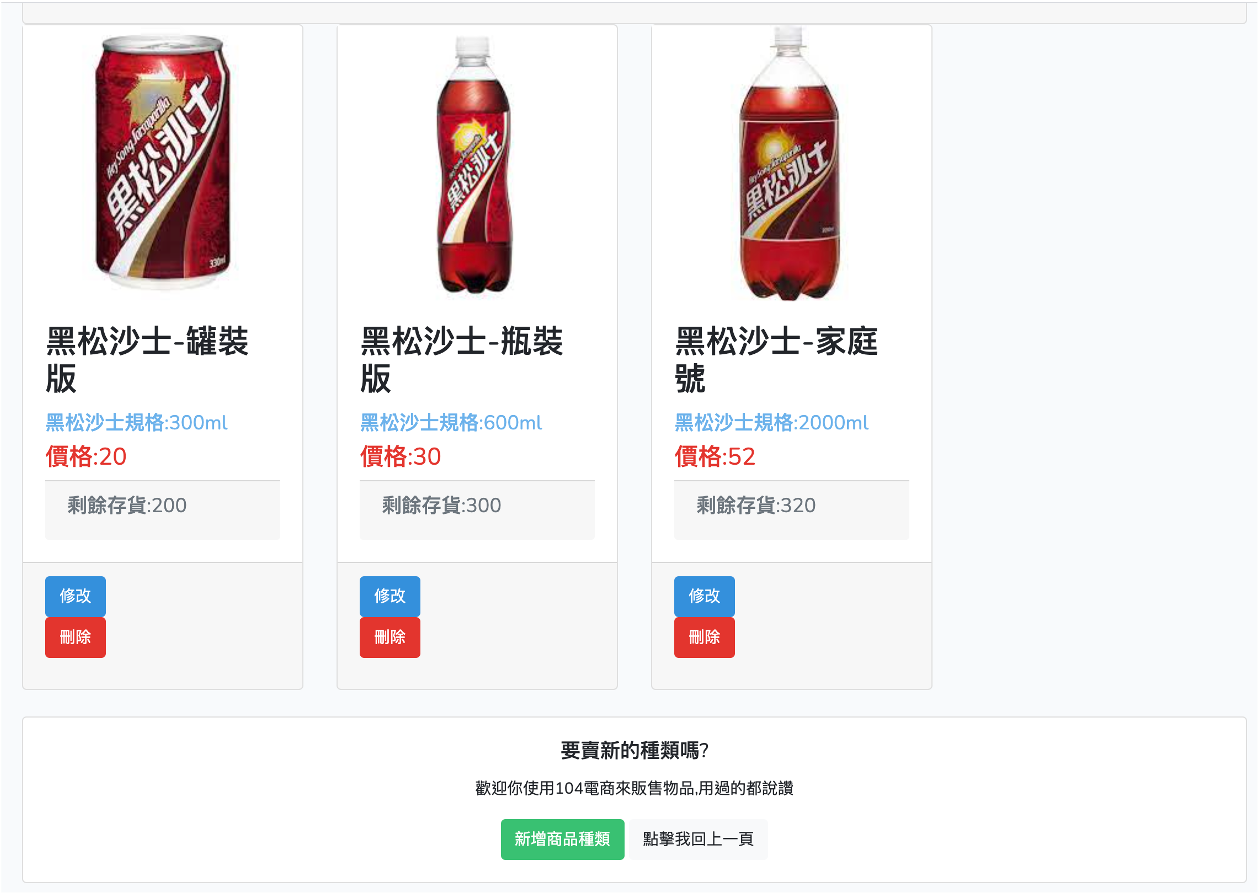 Hey Song Sarsaparilla
黑松沙士
330ml
HeySong Sarsaparilla
黑松沙士
HeySong Sarsaparilla
黑松沙士
黑松沙士-罐裝
版
黑松沙士規格:300ml
價格:20
剩餘存貨:200
修改
刪除
黑松沙士-瓶裝
版
黑松沙士規格:600ml
價格:30
剩餘存貨:300
修改
刪除
黑松沙士-家庭
號
黑松沙士規格:2000ml
價格:52
剩餘存貨:320
修改
刪除
要賣新的種類嗎?
歡迎你使用104電商來販售物品,用過的都說讚
新增商品種類
點擊我回上一頁